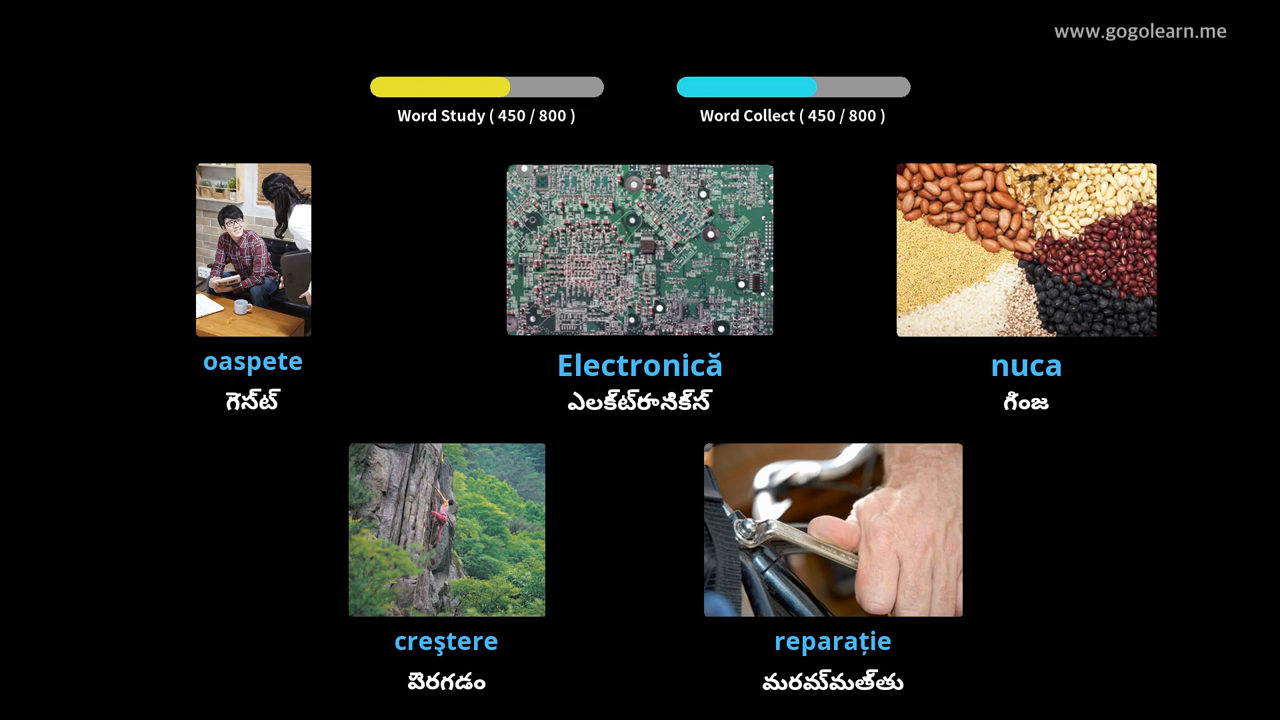 www.gogolearn.me
Word Study ( 450 / 800 )
Word Collect ( 450 / 800 )
oaspete
గెస్ట్
Electronică
ఎలక్ట్రానిక్స్
nuca
గింజ
creştere
పెరగడం
reparație
మరమ్మత్తు